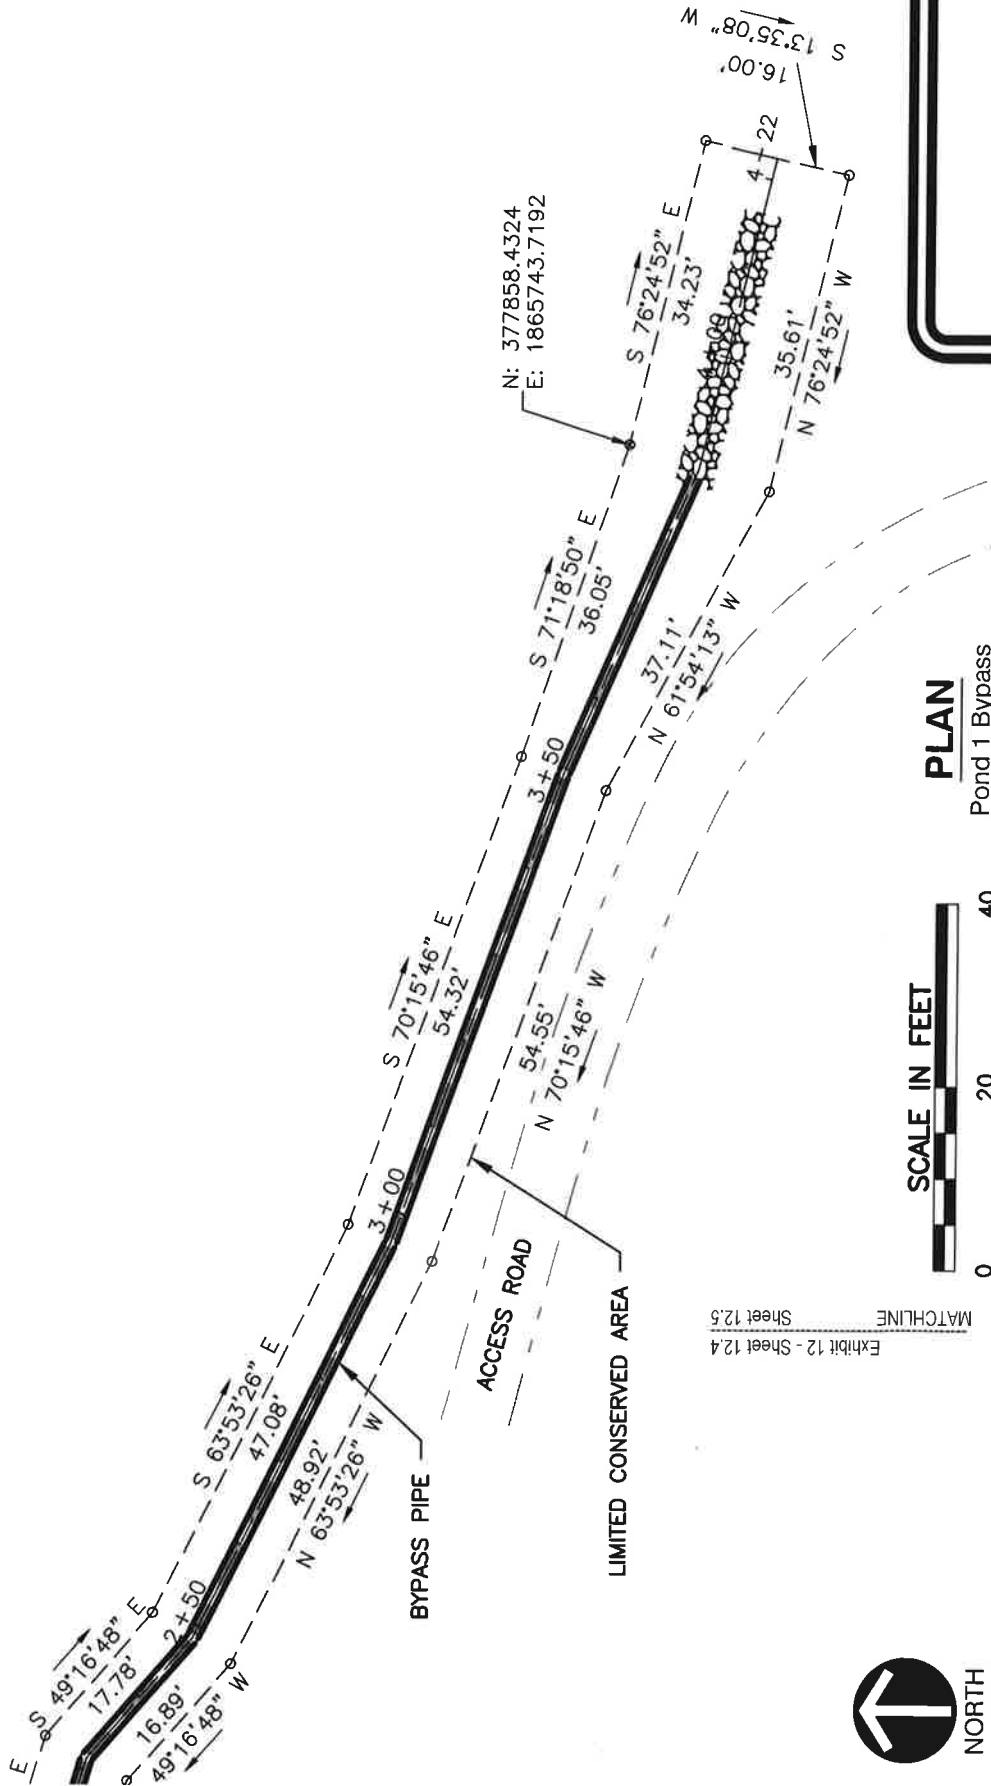 S 13°35'08" W
16.00'
4
22
N: 377858.4324
E: 1865743.7192
S 76°24'52" E
34.23'
4+00
35.61'
N 76°24'52" W
S 71°18'50" E
36.05'
37.11'
N 61°54'13" W
3+50
S 70°15'46" E
54.32'
54.55'
N 70°15'46" W
3+00
S 63°53'26" E
47.08'
48.92'
N 63°53'26" W
2+50
S 49°16'48" E
17.78'
16.89'
49°16'48" W
E
ACCESS ROAD
BYPASS PIPE
LIMITED CONSERVED AREA
PLAN
Pond 1 Bypass
SCALE IN FEET
0 20 40
Exhibit 12 - Sheet 12.4
MATCHLINE Sheet 12.5
NORTH